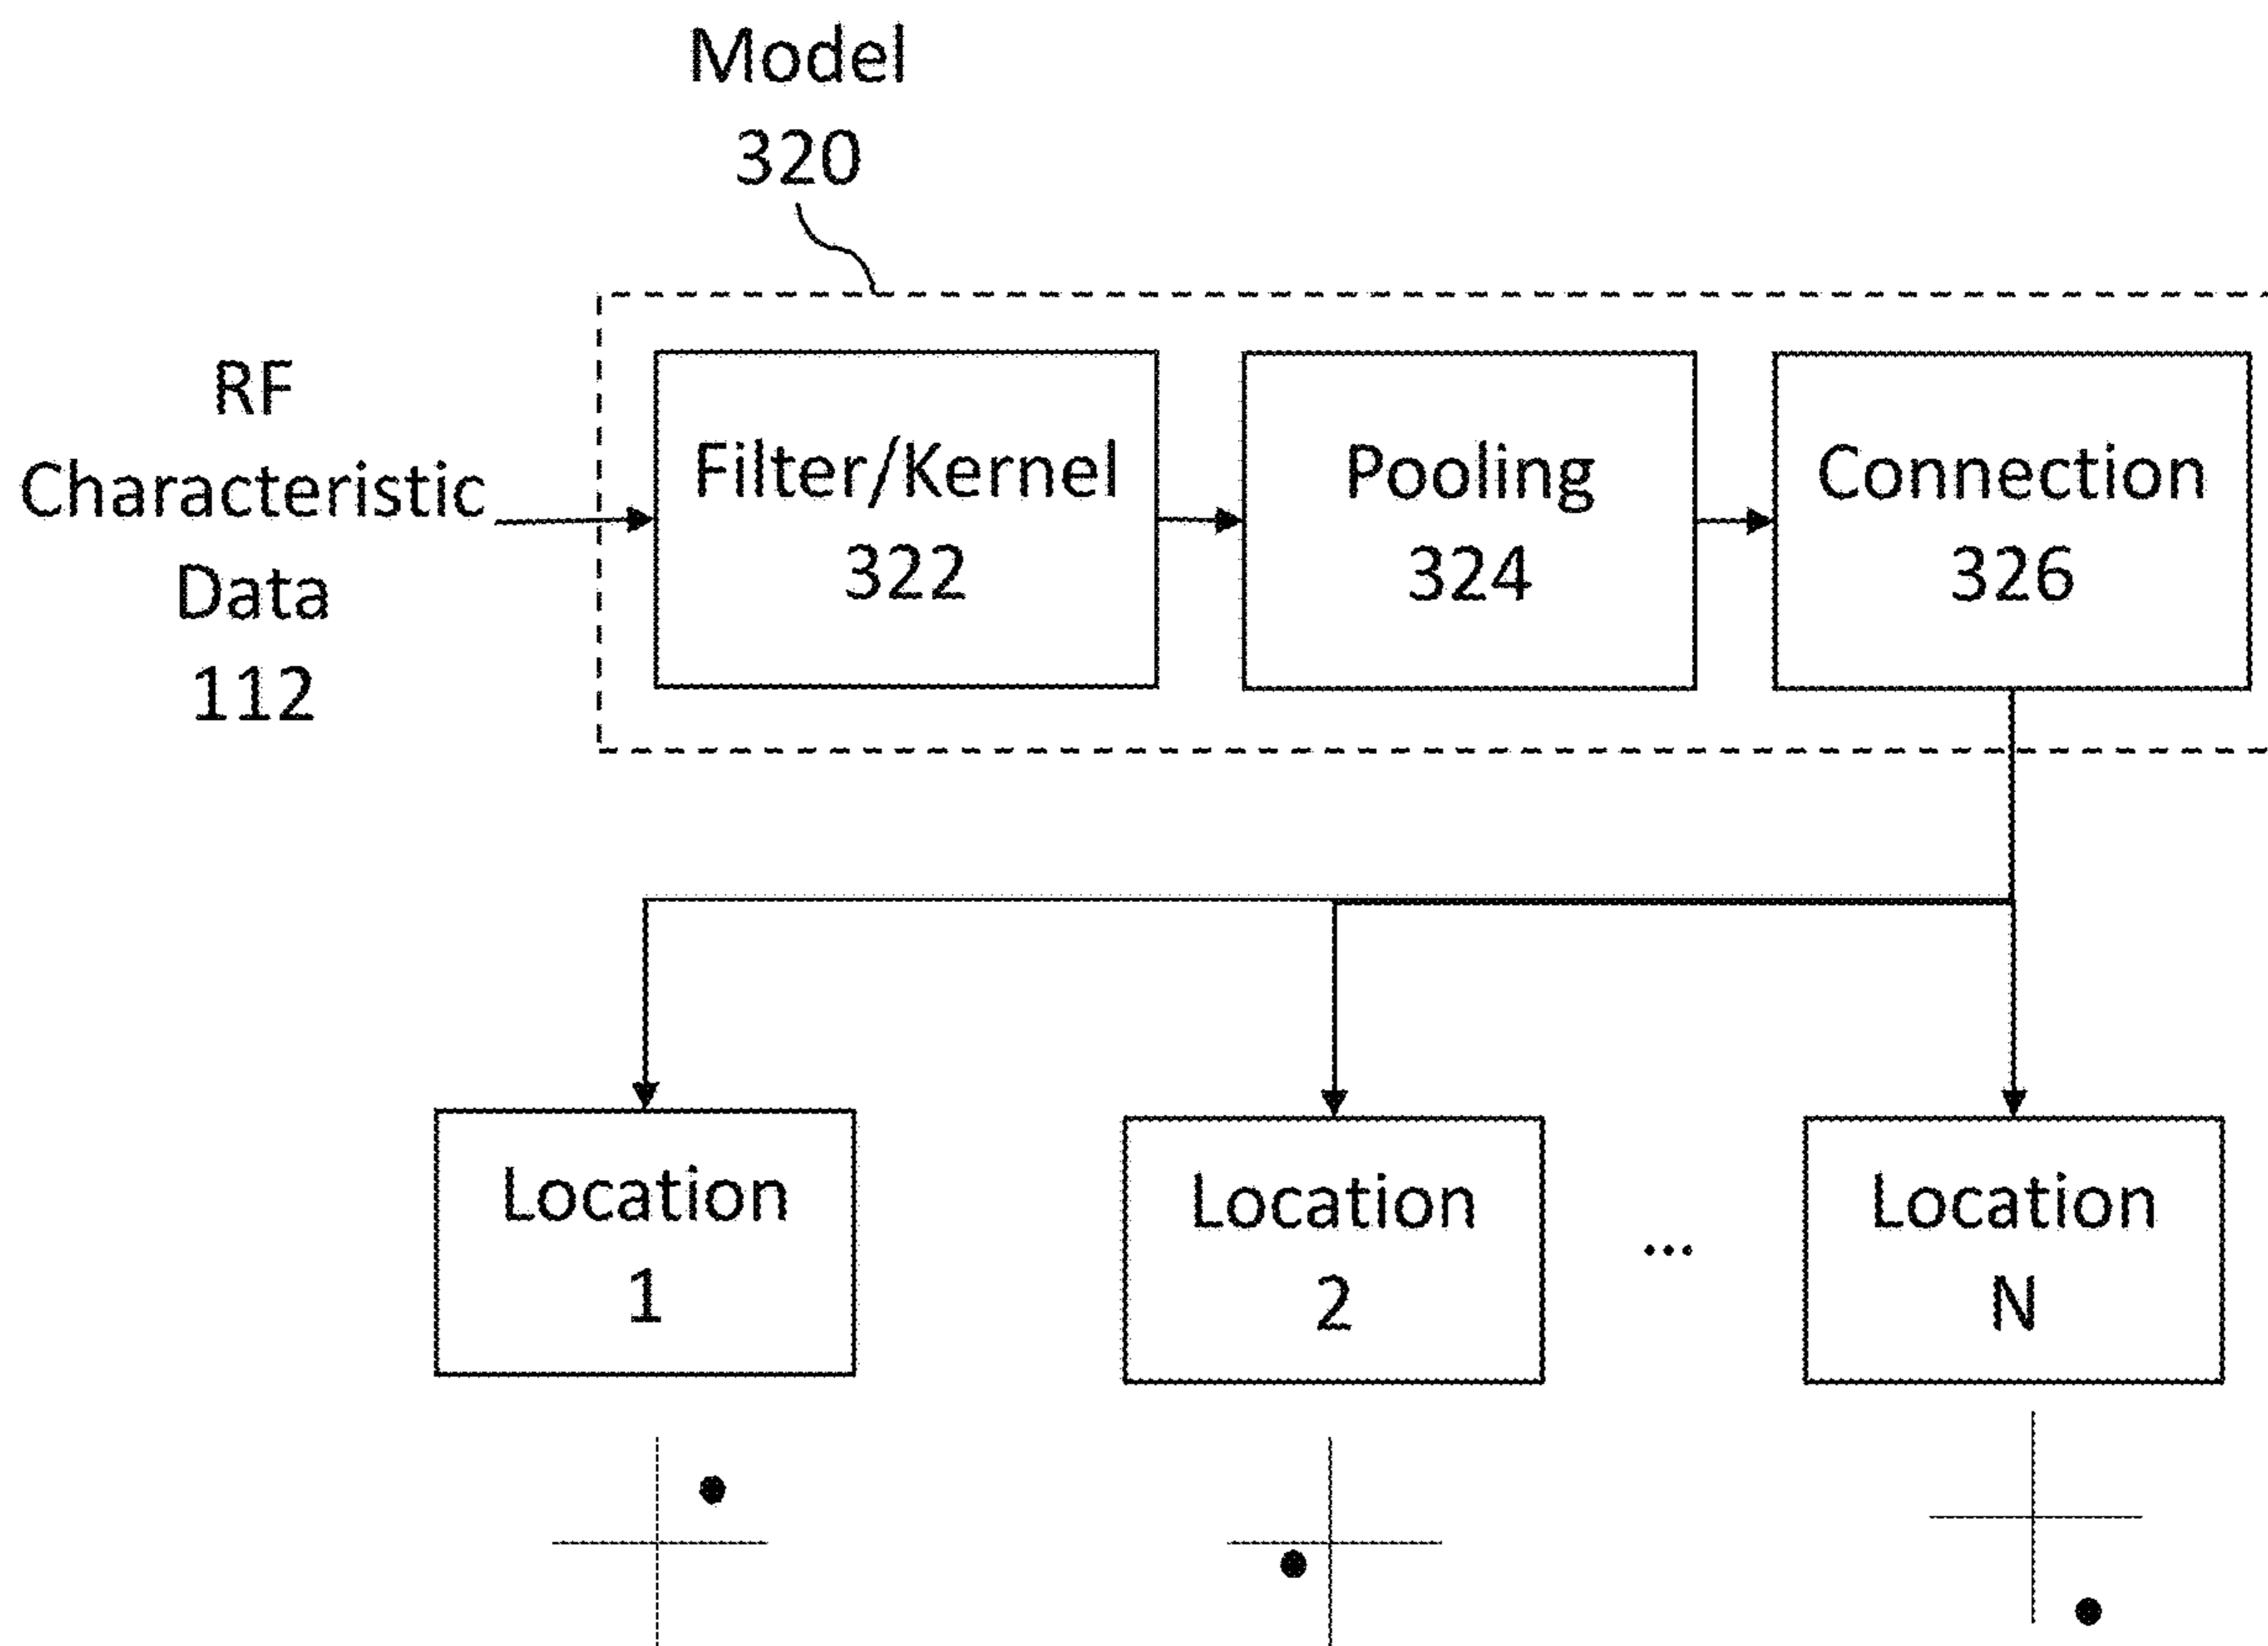 Model
320
RF
Characteristic
Data
112
Filter/Kernel
322
Pooling
324
Connection
326
Location
1
Location
2
...
Location
N